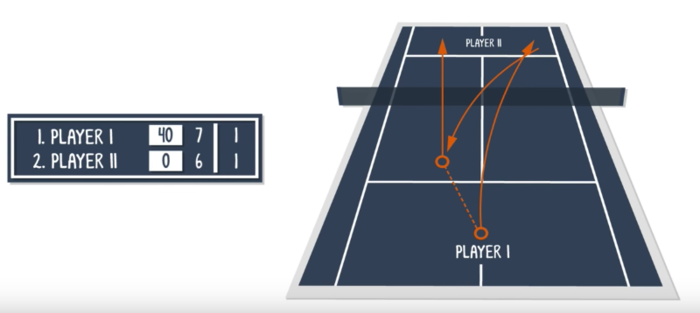 1. PLAYER I 40 7 1
2. PLAYER II 0 6 1
PLAYER II
PLAYER I